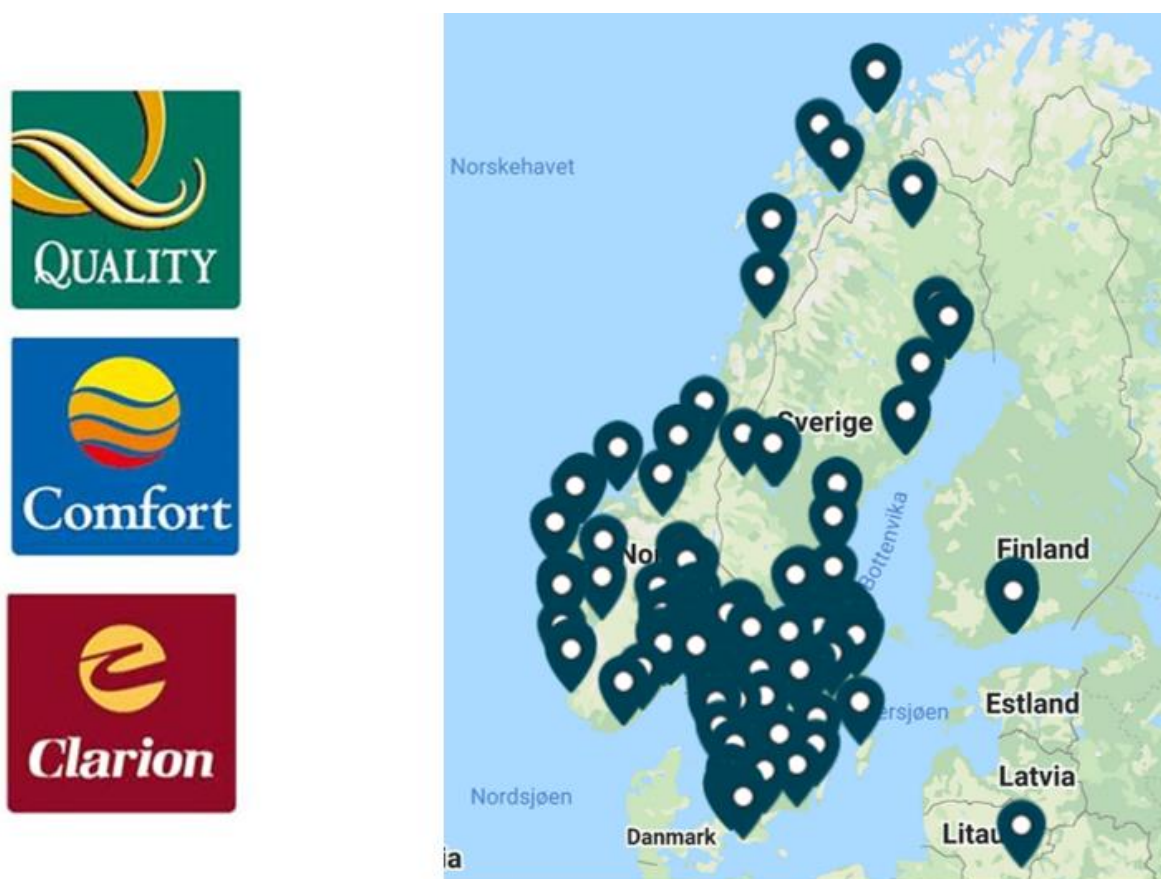 QUALITY
Comfort
Clarion
Norskehavet
Sverige
Bottenvika
Finland
Estland
Latvia
Nordsjøen
Danmark